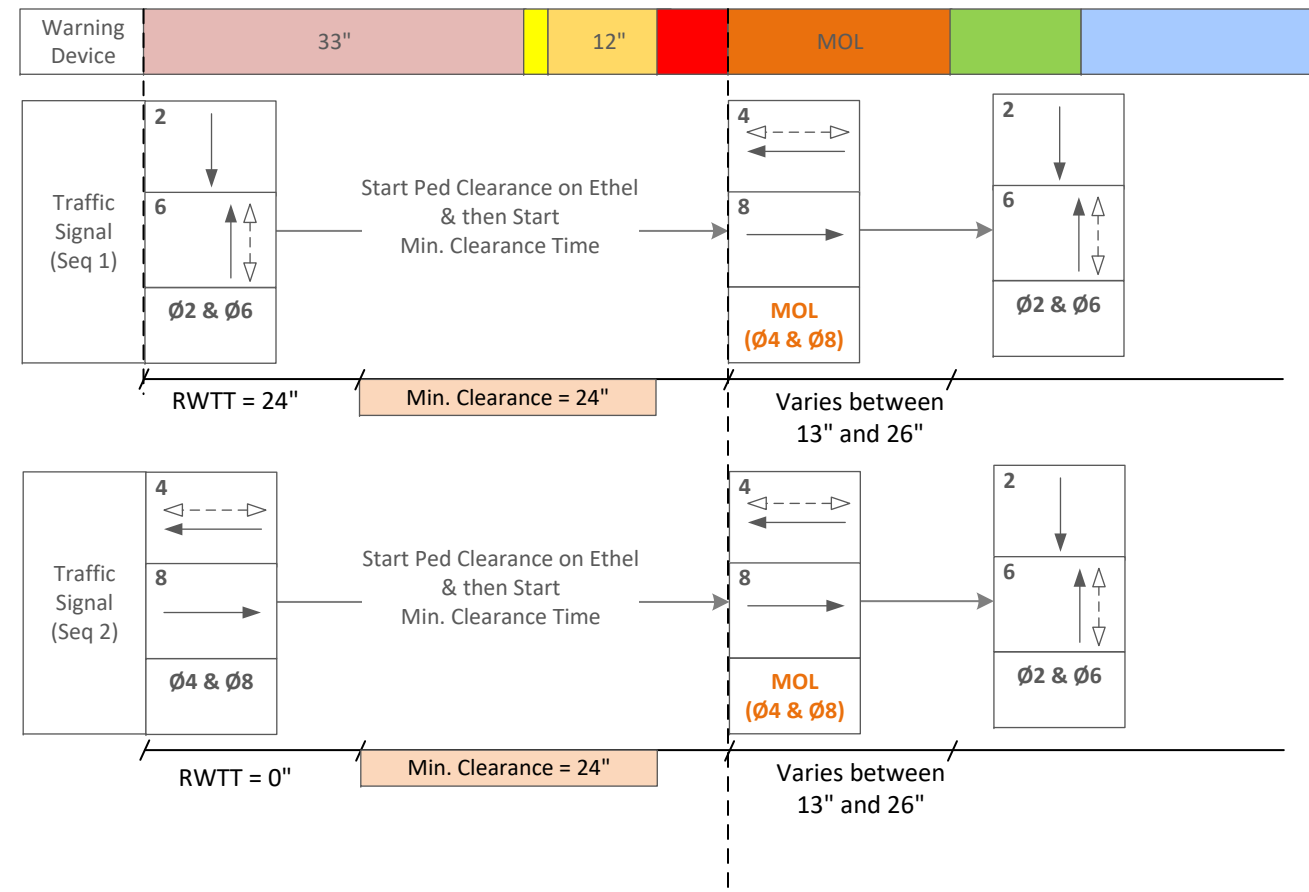 Warning
Device
33"
12"
MOL
Traffic
Signal
(Seq 1)
2
6
Ø2 & Ø6
Start Ped Clearance on Ethel
& then Start
Min. Clearance Time
4
8
MOL
(Ø4 & Ø8)
2
6
Ø2 & Ø6
RWTT = 24"
Min. Clearance = 24"
Varies between
13" and 26"
Traffic
Signal
(Seq 2)
4
8
Ø4 & Ø8
Start Ped Clearance on Ethel
& then Start
Min. Clearance Time
4
8
MOL
(Ø4 & Ø8)
2
6
Ø2 & Ø6
RWTT = 0"
Min. Clearance = 24"
Varies between
13" and 26"